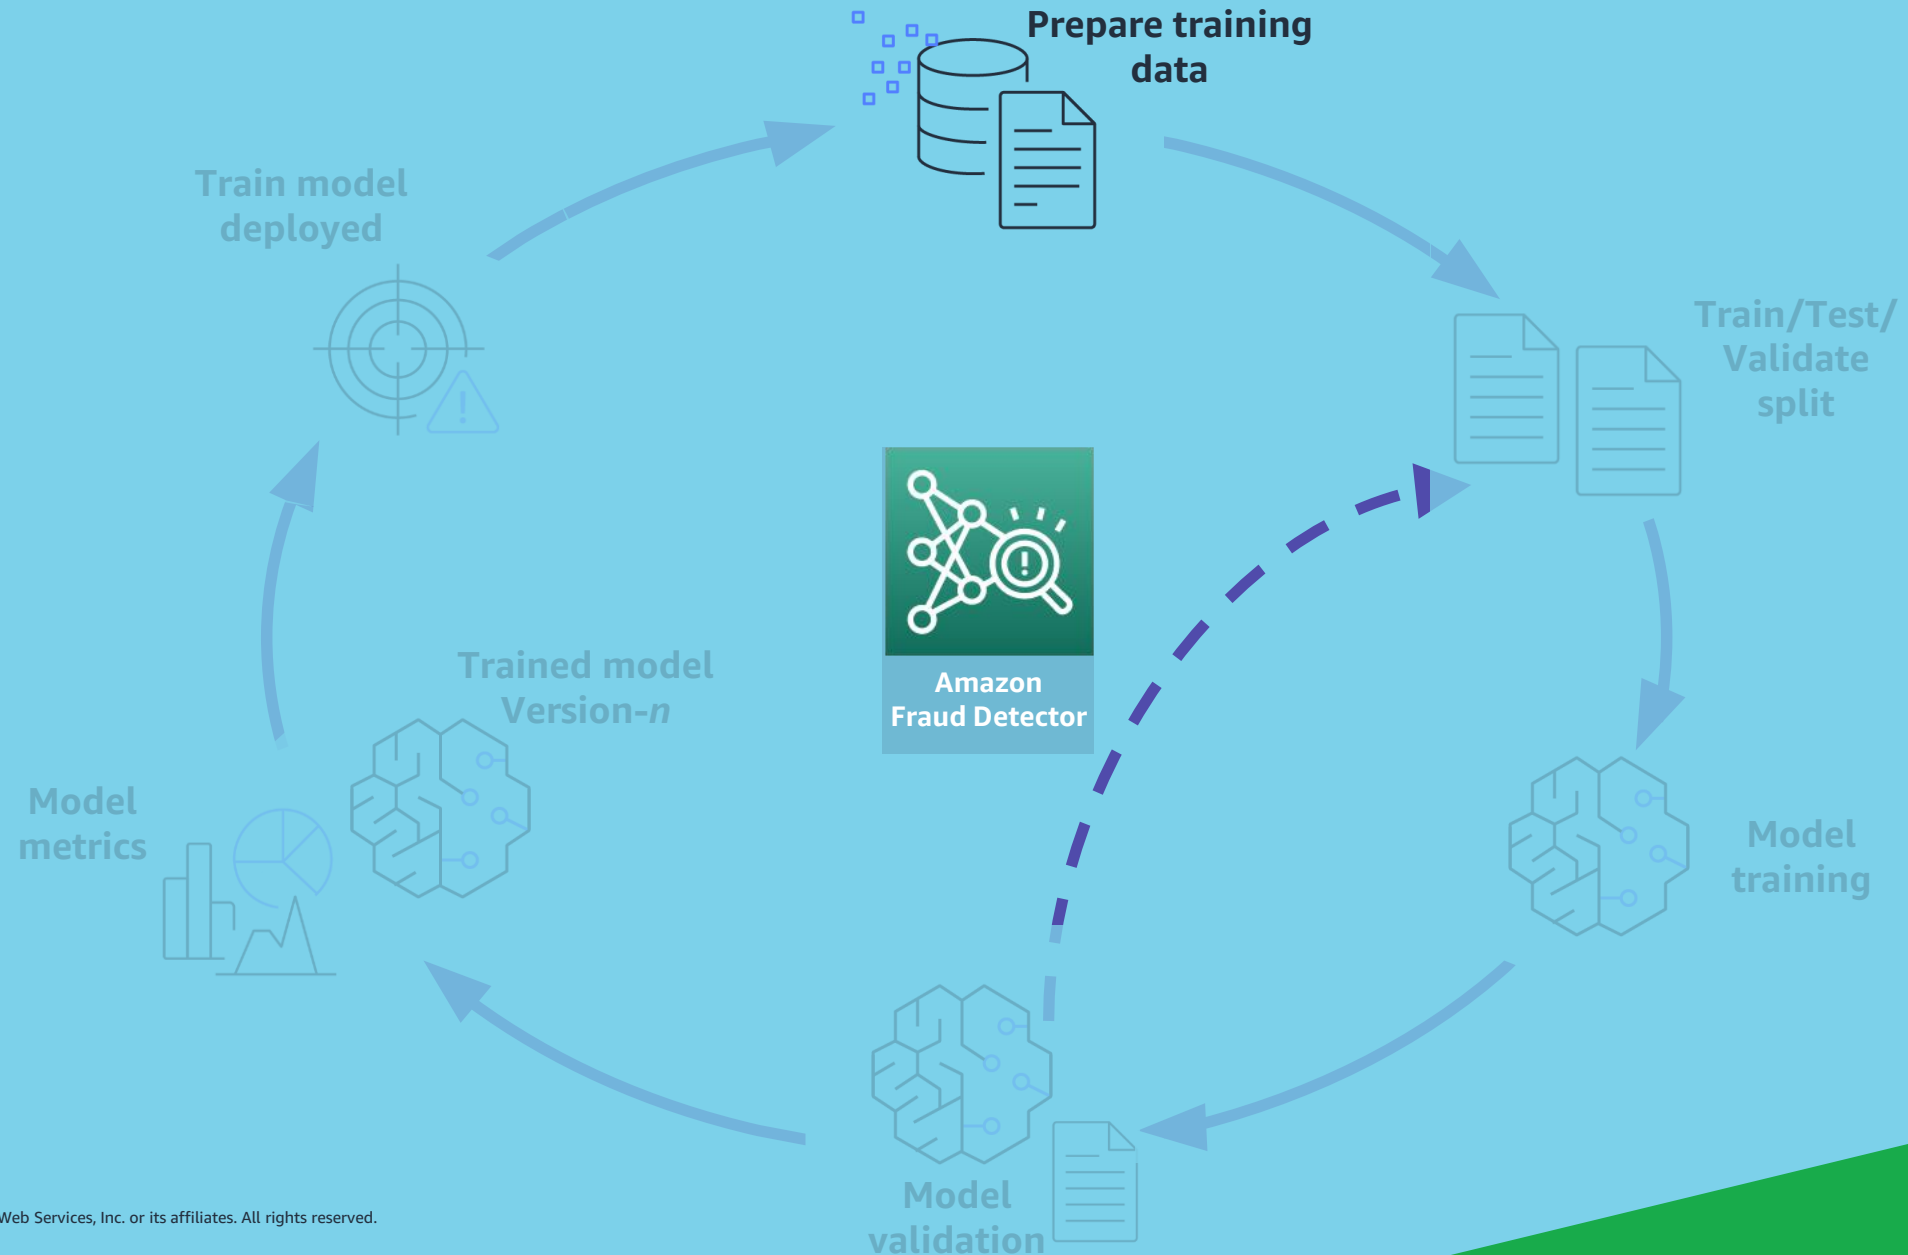 Prepare training
data
Train model
deployed
Train/Test/
Validate
split
Amazon
Fraud Detector
Trained model
Version-n
Model
metrics
Model
training
Model
validation
Web Services, Inc. or its affiliates. All rights reserved.